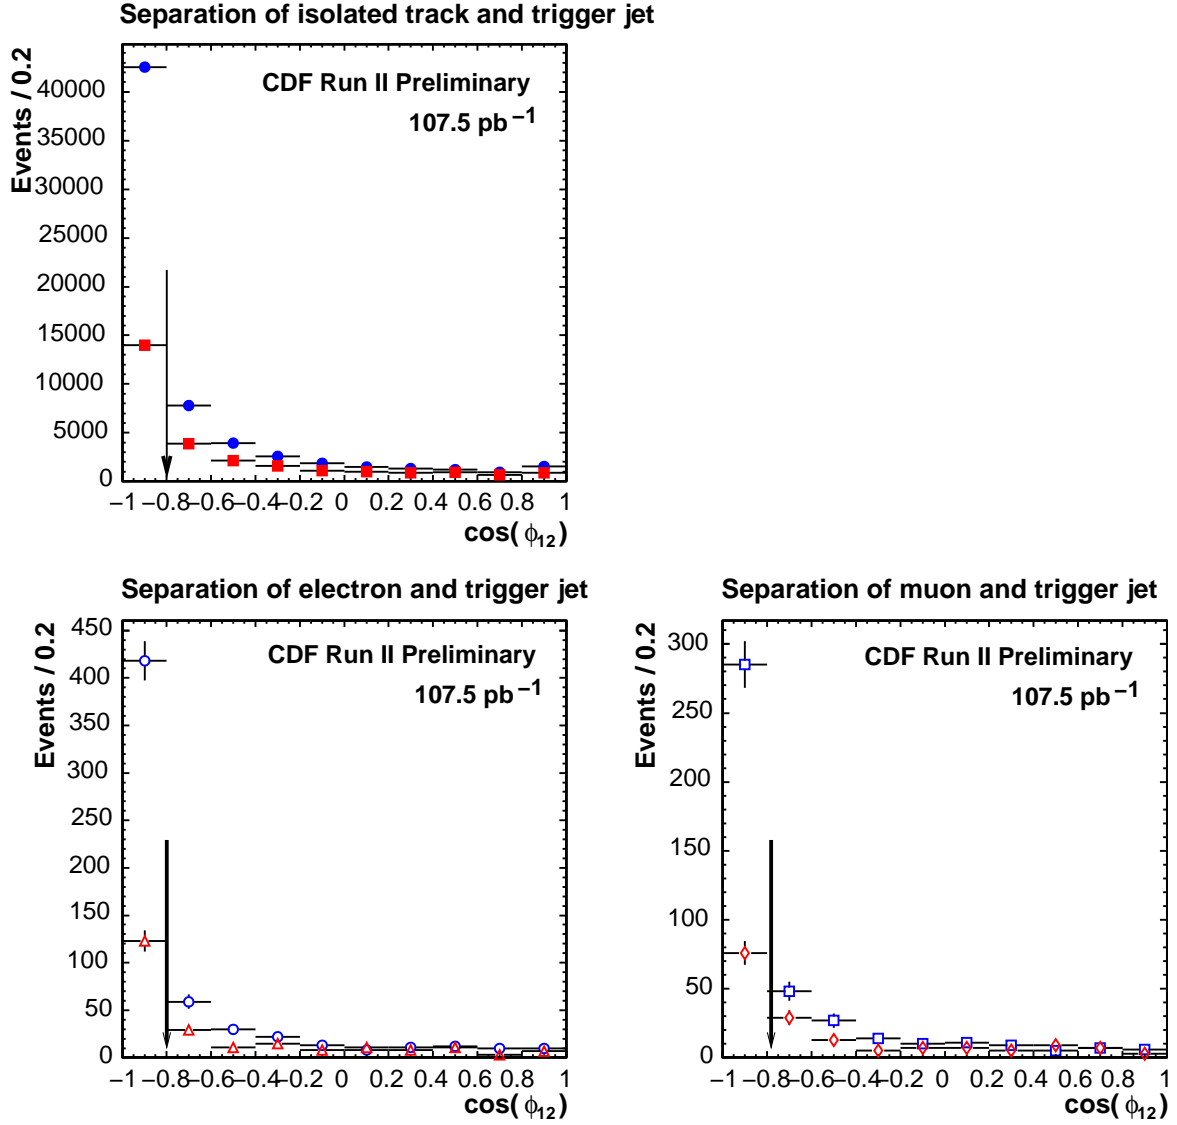 Separation of isolated track and trigger jet
Events / 0.2
CDF Run II Preliminary
107.5 pb−1
40000
35000
30000
25000
20000
15000
10000
5000
0
−1 −0.8 −0.6 −0.4 −0.2 0 0.2 0.4 0.6 0.8 1
cos(ϕ12)
Separation of electron and trigger jet
Events / 0.2
CDF Run II Preliminary
107.5 pb−1
450
400
350
300
250
200
150
100
50
0
−1 −0.8 −0.6 −0.4 −0.2 0 0.2 0.4 0.6 0.8 1
cos(ϕ12)
Separation of muon and trigger jet
Events / 0.2
CDF Run II Preliminary
107.5 pb−1
300
250
200
150
100
50
0
−1 −0.8 −0.6 −0.4 −0.2 0 0.2 0.4 0.6 0.8 1
cos(ϕ12)